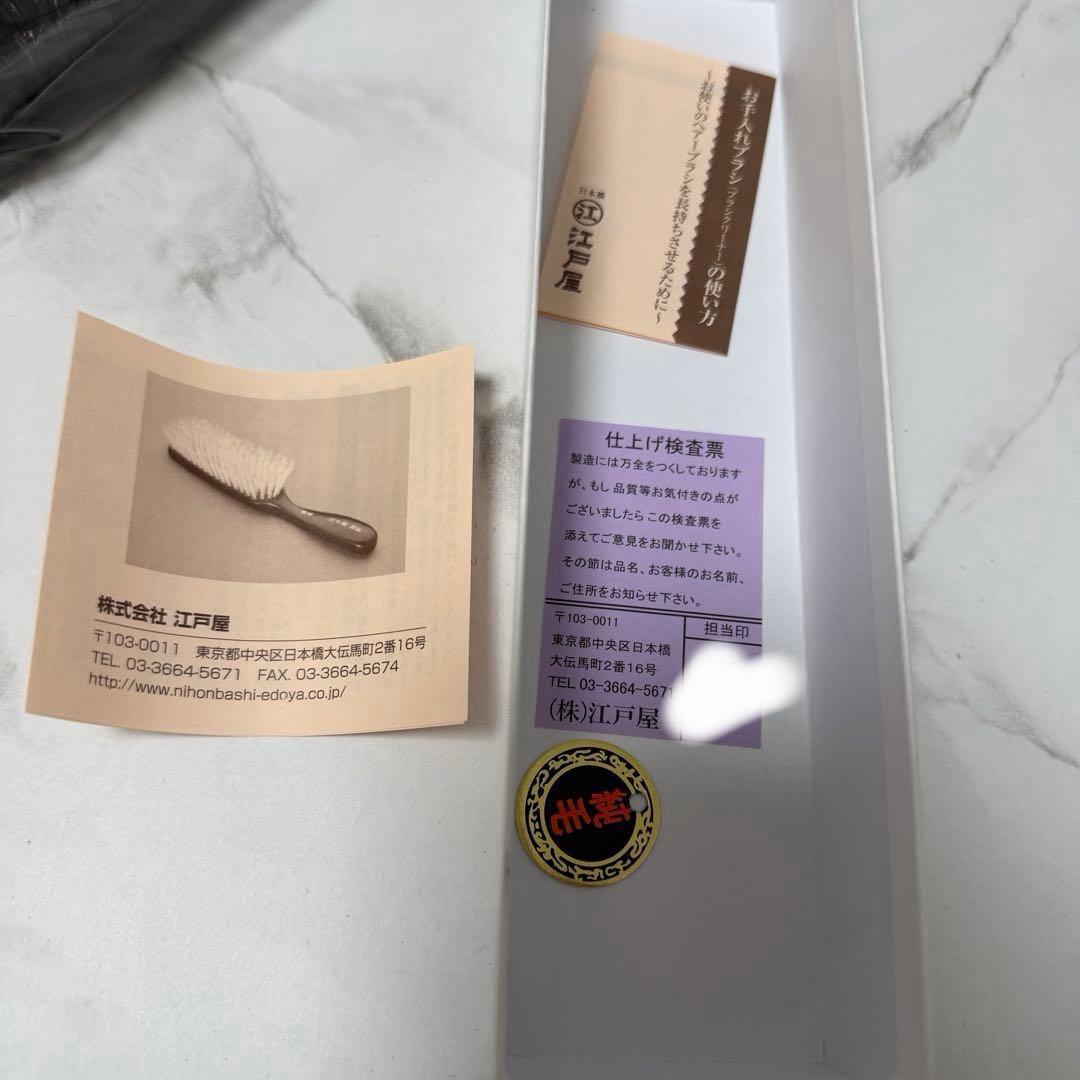 お手入れブラシ(ブラシクリーナー)の使い方
〜お使いのヘアーブラシを長持ちさせるために〜
日本橋
江 江戸屋
株式会社 江戸屋
〒103-0011 東京都中央区日本橋大伝馬町2番16号
TEL. 03-3664-5671 FAX. 03-3664-5674
http://www.nihonbashi-edoya.co.jp/
仕上げ検査票
製造には万全をつくしております
が、もし 品質等お気付きの点が
ございましたら この検査票を
添えてご意見をお聞かせ下さい。
その節は品名、お客様のお名前、
ご住所をお知らせ下さい。
〒103-0011
東京都中央区日本橋
大伝馬町2番16号
TEL 03-3664-5671
(株)江戸屋
担当印
純毛